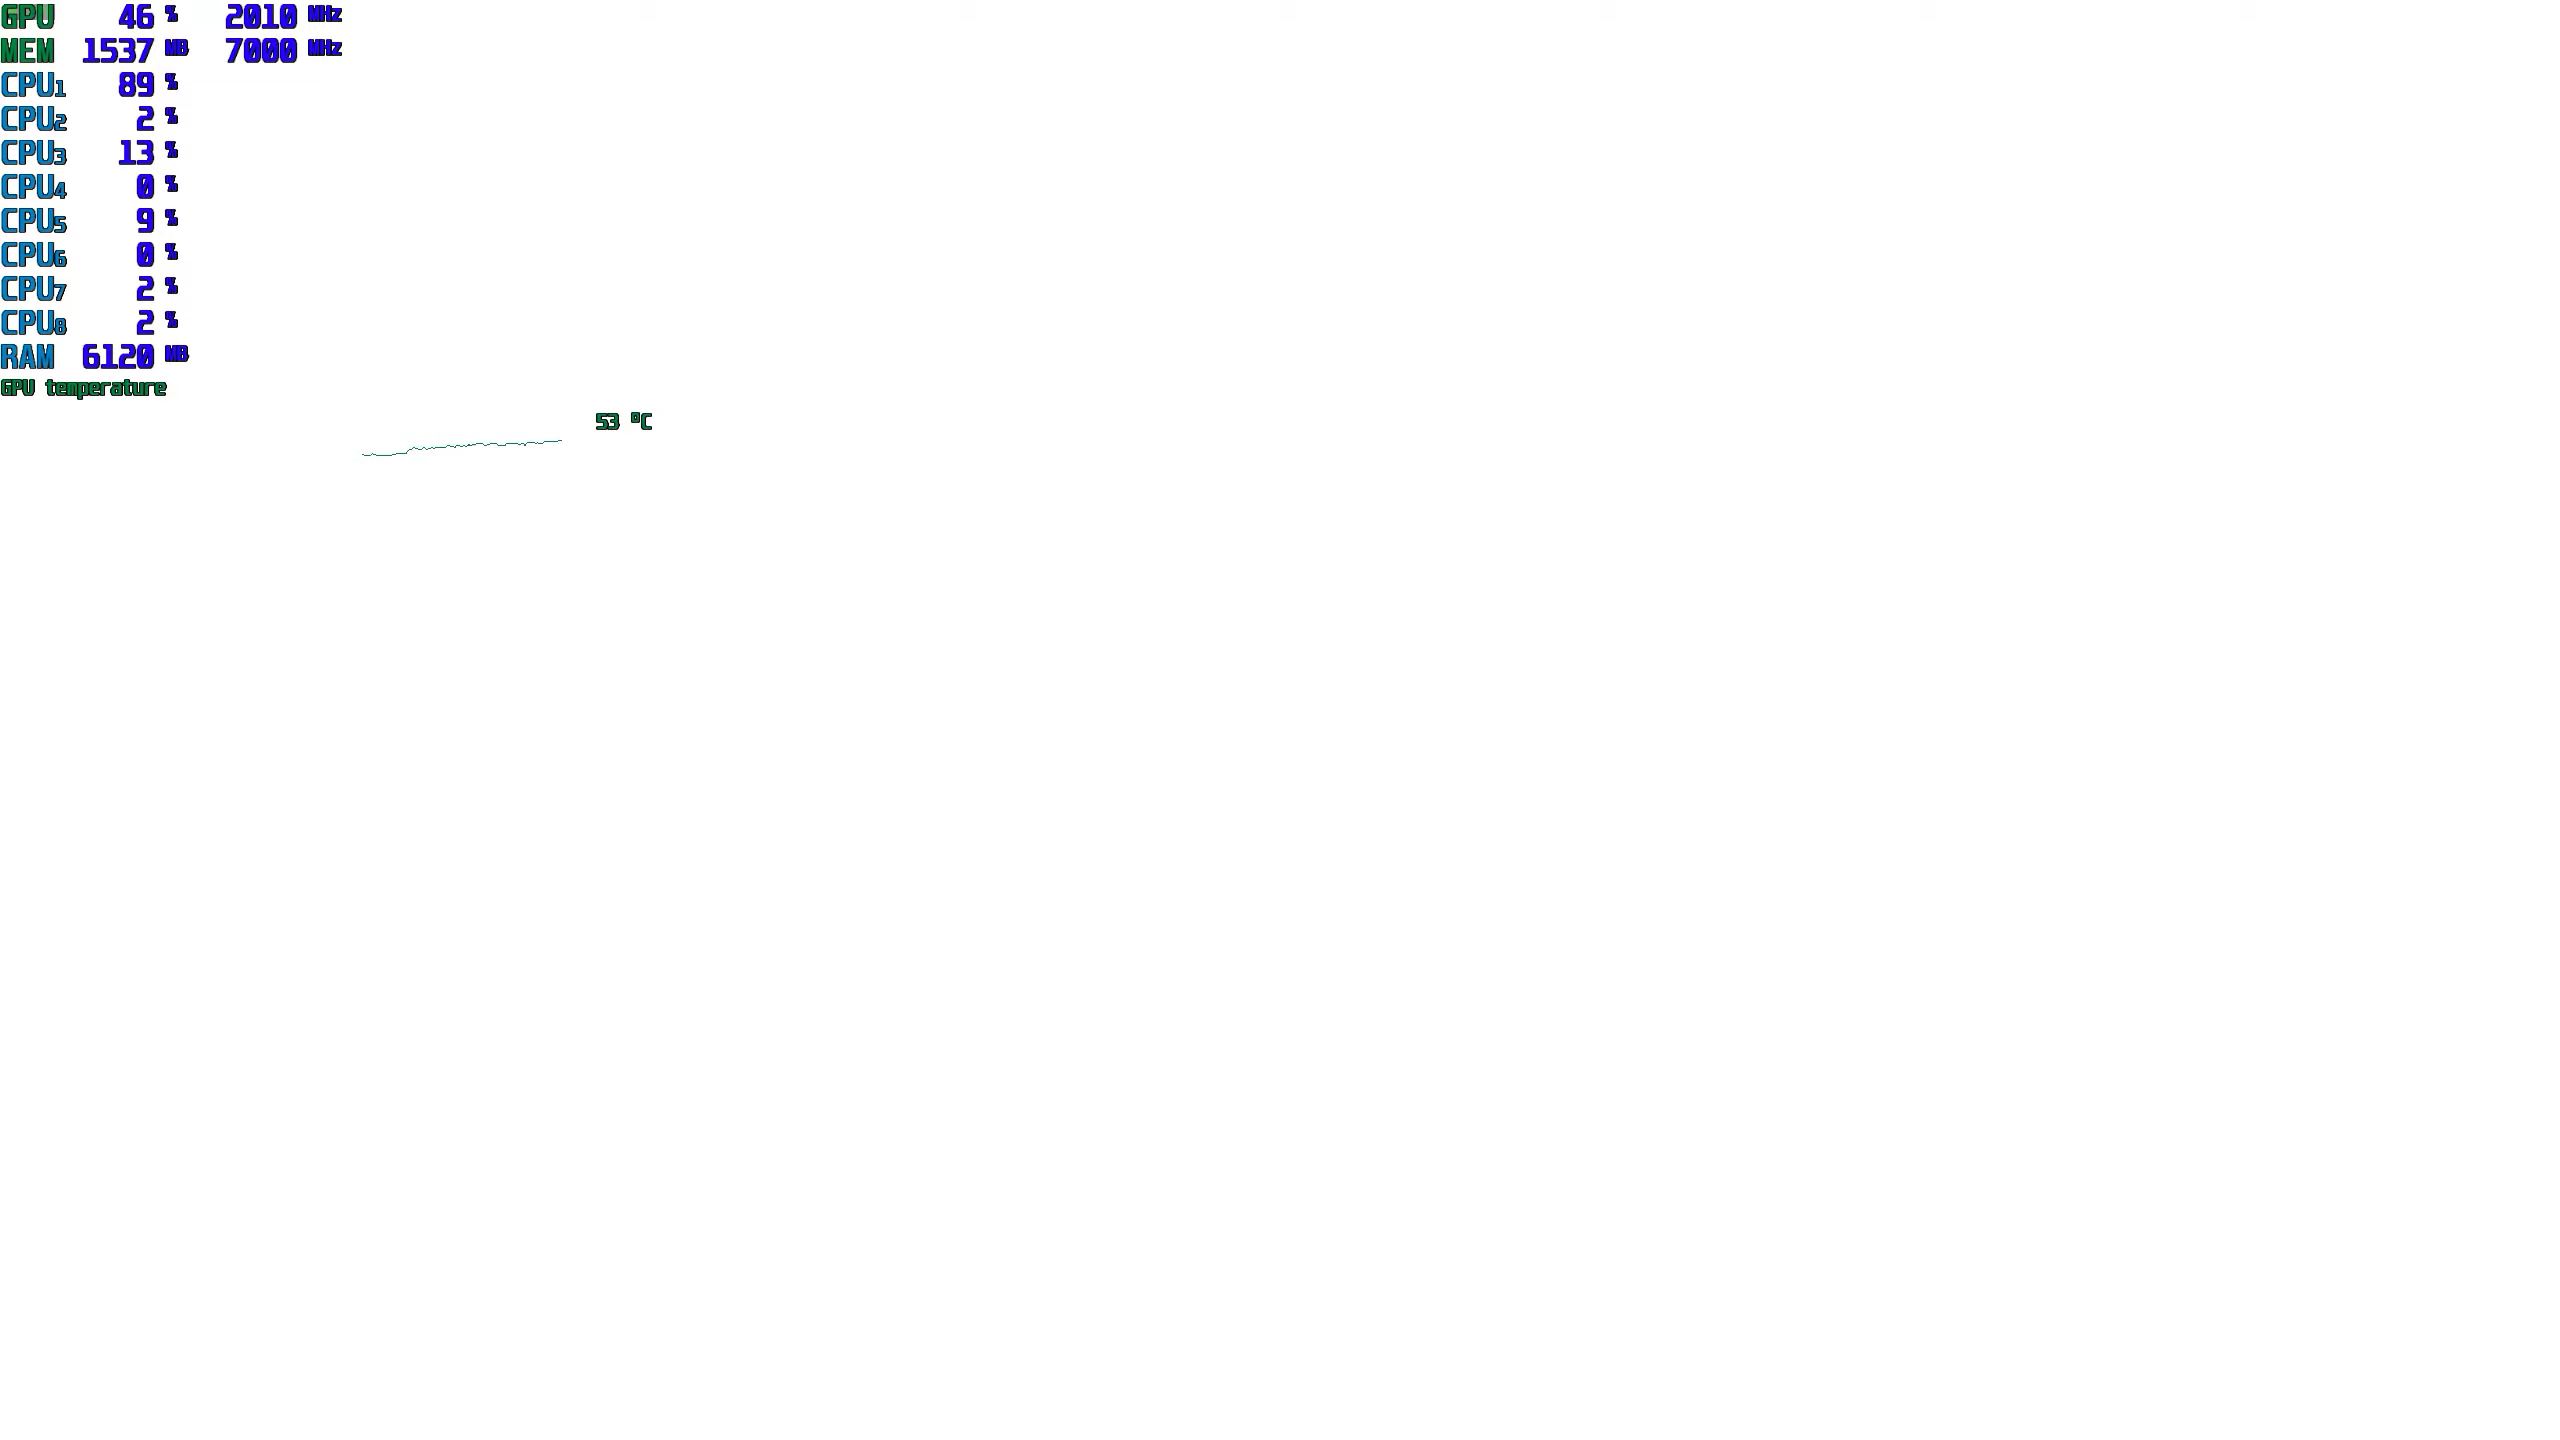 GPU 46 % 2010 MHz
MEM 1537 MB 7000 MHz
CPU1 89 %
CPU2 2 %
CPU3 13 %
CPU4 0 %
CPU5 9 %
CPU6 0 %
CPU7 2 %
CPU8 2 %
RAM 6120 MB
GPU temperature
53 °C